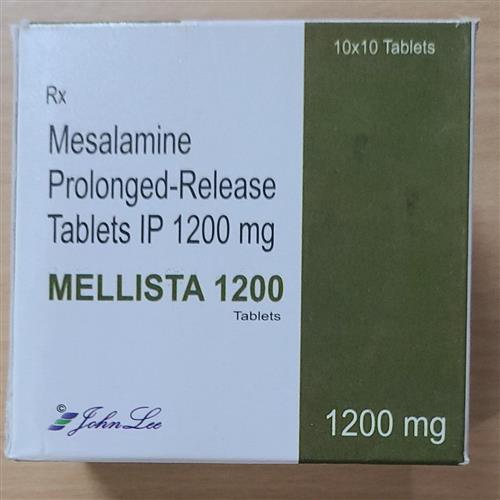 10x10 Tablets
Rx
Mesalamine
Prolonged-Release
Tablets IP 1200 mg
MELLISTA 1200
Tablets
©
John Lee
1200 mg